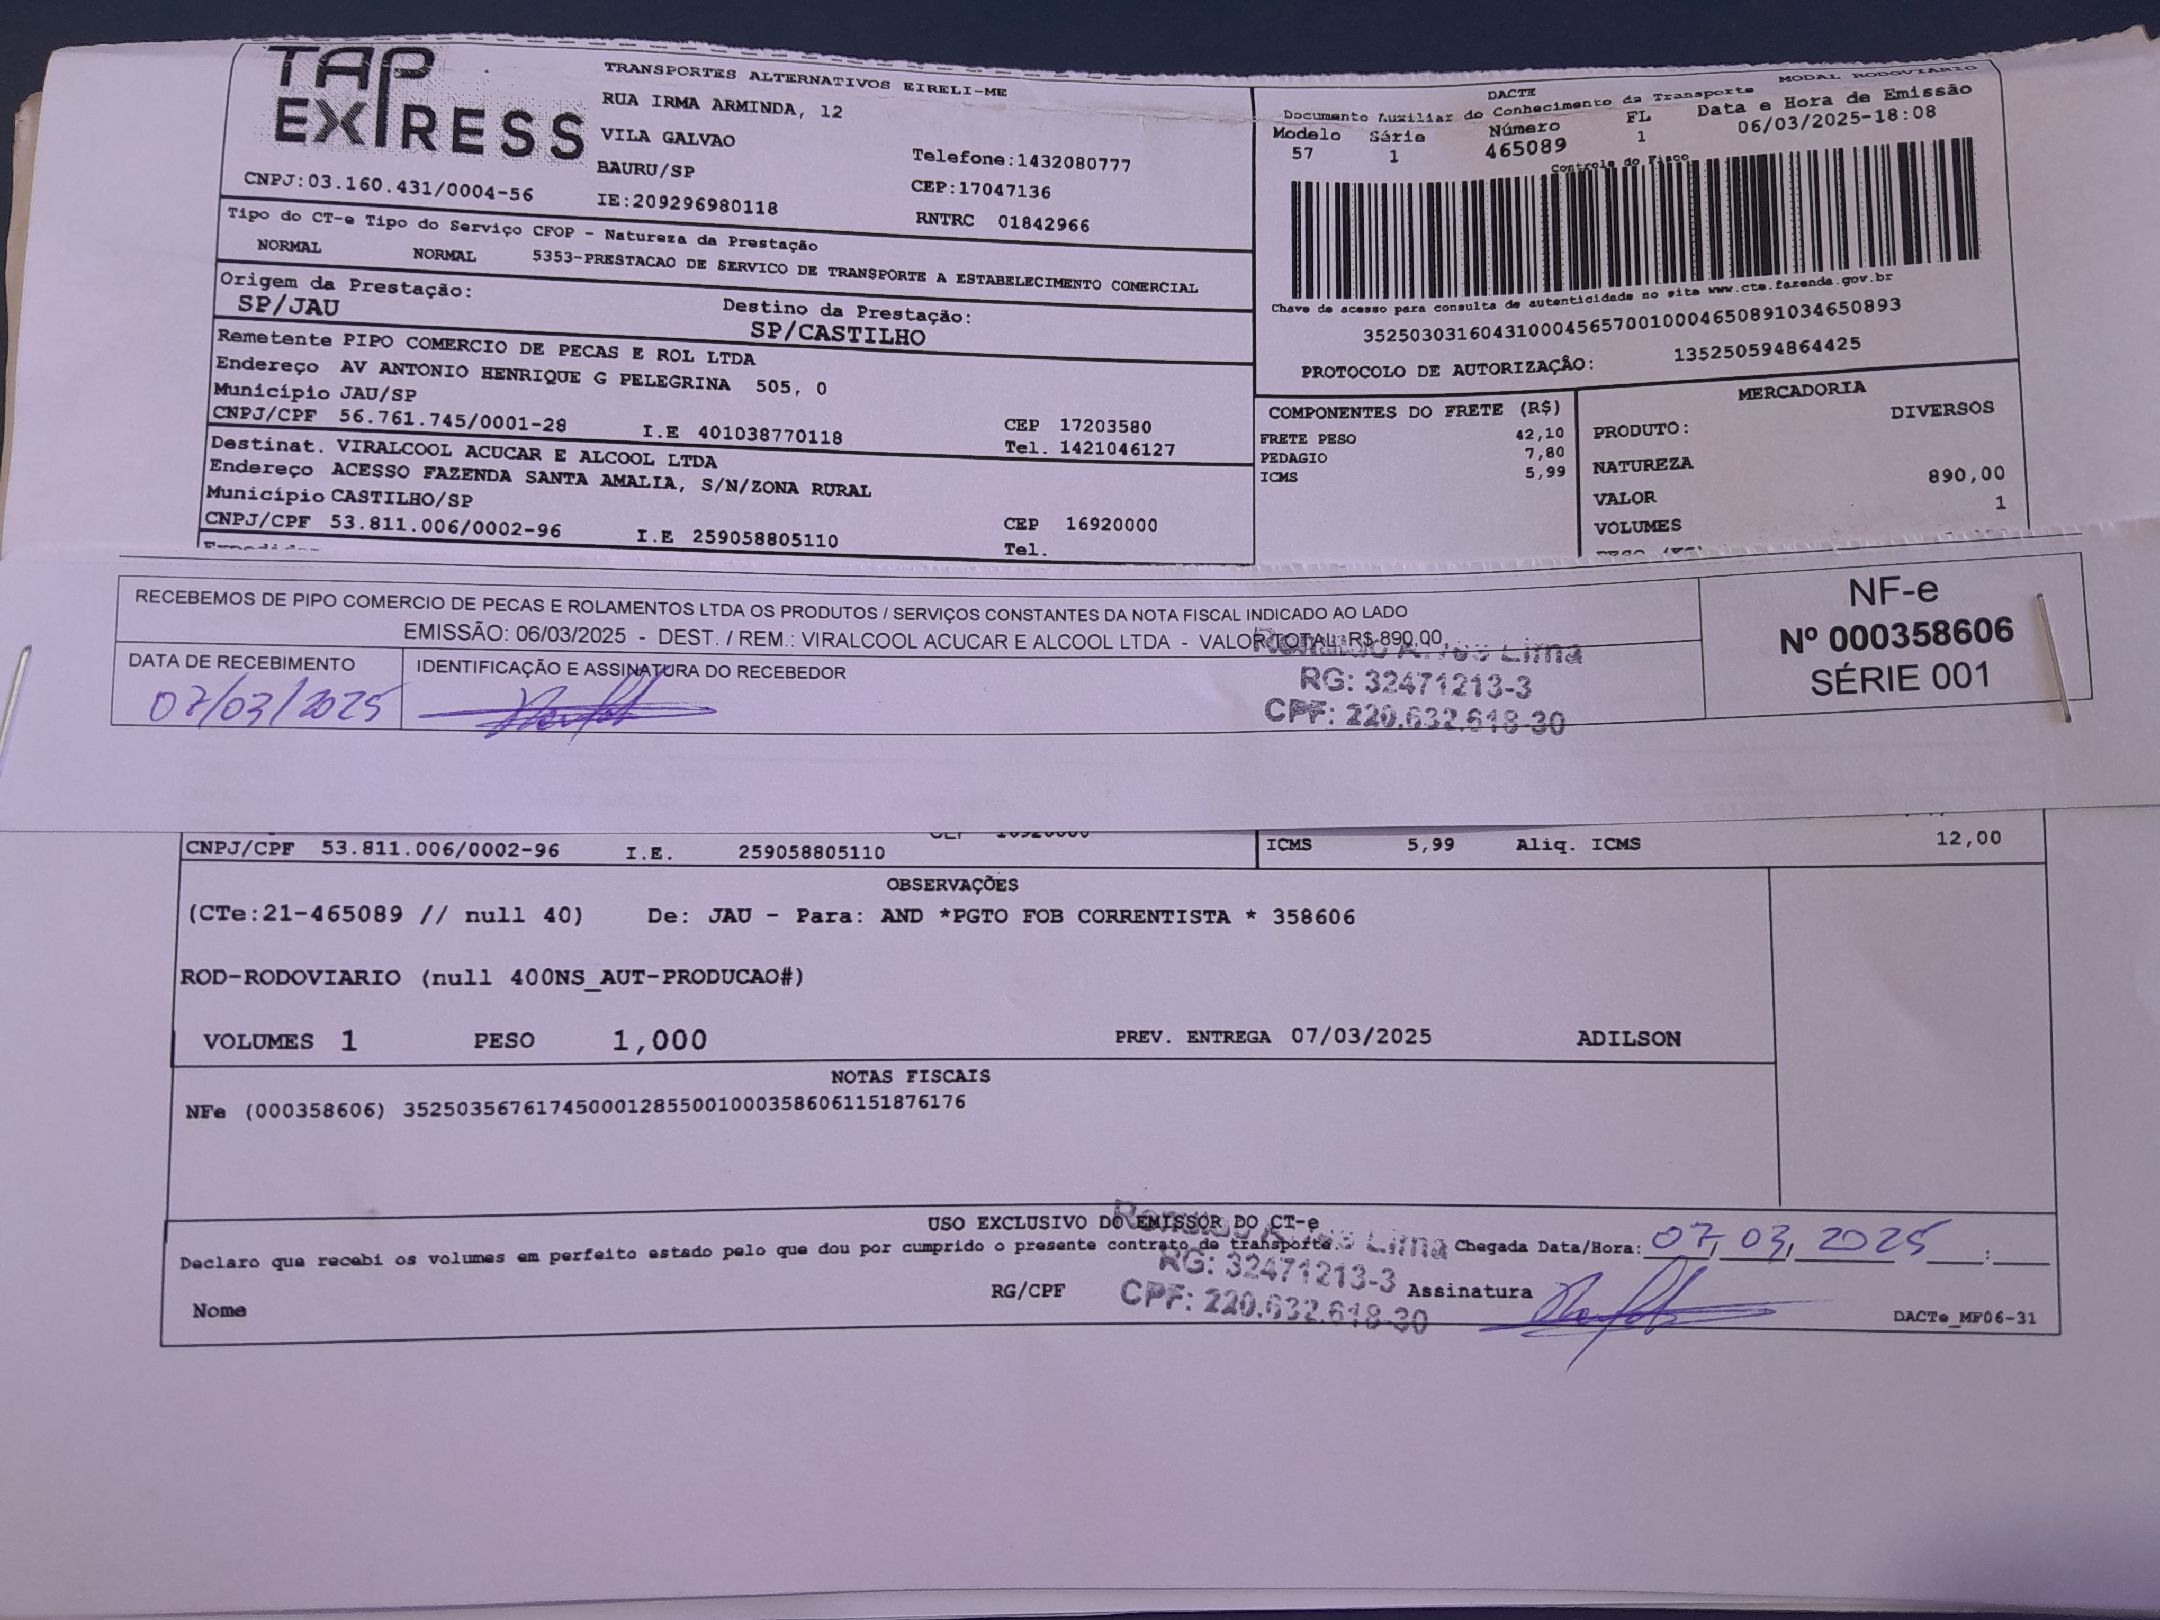 TAP EXPRESS
TRANSPORTES ALTERNATIVOS EIRELI-ME
RUA IRMA ARMINDA, 12
VILA GALVAO
BAURU/SP
Telefone:1432080777
CEP:17047136
CNPJ:03.160.431/0004-56
IE:209296980118
RNTRC 01842966
MODAL RODOVIARIO
DACTE
Documento Auxiliar do Conhecimento da Transporte
Modelo Série Número FL Data e Hora de Emissão
57 1 465089 1 06/03/2025-18:08
Controle do Fisco
Chave de acesso para consulta de autenticidade no site www.cte.fazenda.gov.br
35250303160431000456570010004650891034650893
PROTOCOLO DE AUTORIZAÇÃO: 135250594864425
Tipo do CT-e Tipo do Serviço CFOP - Natureza da Prestação
NORMAL NORMAL 5353-PRESTACAO DE SERVICO DE TRANSPORTE A ESTABELECIMENTO COMERCIAL
Origem da Prestação: Destino da Prestação:
SP/JAU SP/CASTILHO
Remetente PIPO COMERCIO DE PECAS E ROL LTDA
Endereço AV ANTONIO HENRIQUE G PELEGRINA 505, 0
Município JAU/SP CEP 17203580
CNPJ/CPF 56.761.745/0001-28 I.E 401038770118 Tel. 1421046127
Destinat. VIRALCOOL ACUCAR E ALCOOL LTDA
Endereço ACESSO FAZENDA SANTA AMALIA, S/N/ZONA RURAL
Município CASTILHO/SP CEP 16920000
CNPJ/CPF 53.811.006/0002-96 I.E 259058805110 Tel.
COMPONENTES DO FRETE (R$)
FRETE PESO 42,10
PEDAGIO 7,80
ICMS 5,99
MERCADORIA
PRODUTO: DIVERSOS
NATUREZA
VALOR 890,00
VOLUMES 1
RECEBEMOS DE PIPO COMERCIO DE PECAS E ROLAMENTOS LTDA OS PRODUTOS / SERVIÇOS CONSTANTES DA NOTA FISCAL INDICADO AO LADO
EMISSÃO: 06/03/2025 - DEST. / REM.: VIRALCOOL ACUCAR E ALCOOL LTDA - VALOR TOTAL: R$ 890,00
DATA DE RECEBIMENTO IDENTIFICAÇÃO E ASSINATURA DO RECEBEDOR
07/03/2025
Lima
RG: 32471213-3
CPF: 220.632.618-30
NF-e
Nº 000358606
SÉRIE 001
CNPJ/CPF 53.811.006/0002-96 I.E. 259058805110
ICMS 5,99 Aliq. ICMS 12,00
OBSERVAÇÕES
(CTe:21-465089 // null 40) De: JAU - Para: AND *PGTO FOB CORRENTISTA * 358606
ROD-RODOVIARIO (null 400NS_AUT-PRODUCAO#)
VOLUMES 1 PESO 1,000 PREV. ENTREGA 07/03/2025 ADILSON
NOTAS FISCAIS
NFe (000358606) 35250356761745000128550010003586061151876176
USO EXCLUSIVO DO EMISSOR DO CT-e
Declaro que recebi os volumes em perfeito estado pelo que dou por cumprido o presente contrato de transporte
Chegada Data/Hora: 07, 03, 2025 :
Lima
RG: 32471213-3
CPF: 220.632.618-30
Nome RG/CPF Assinatura
DACTe_MF06-31